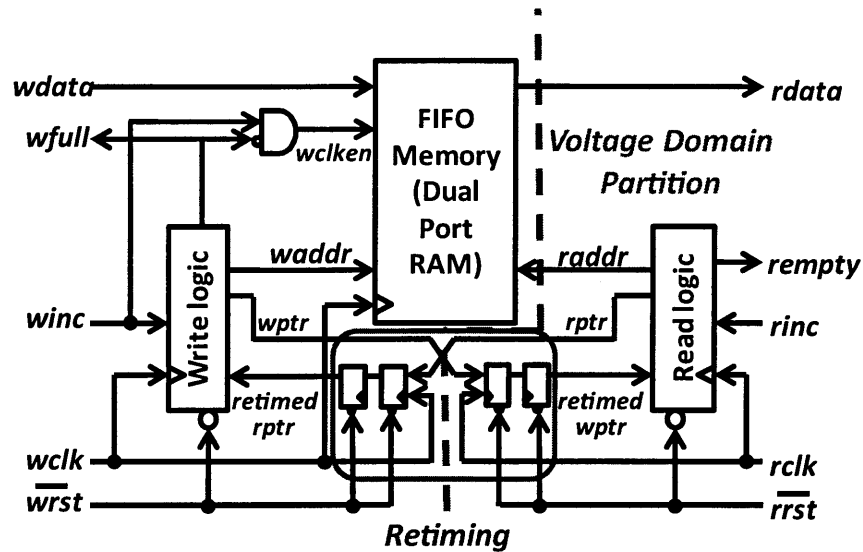 wdata
rdata
FIFO
Memory
(Dual
Port
RAM)
wfull
wclken
Voltage Domain
Partition
Write logic
waddr
raddr
Read logic
rempty
winc
wptr
rptr
rinc
retimed
rptr
retimed
wptr
wclk
rclk
wrst
rrst
Retiming